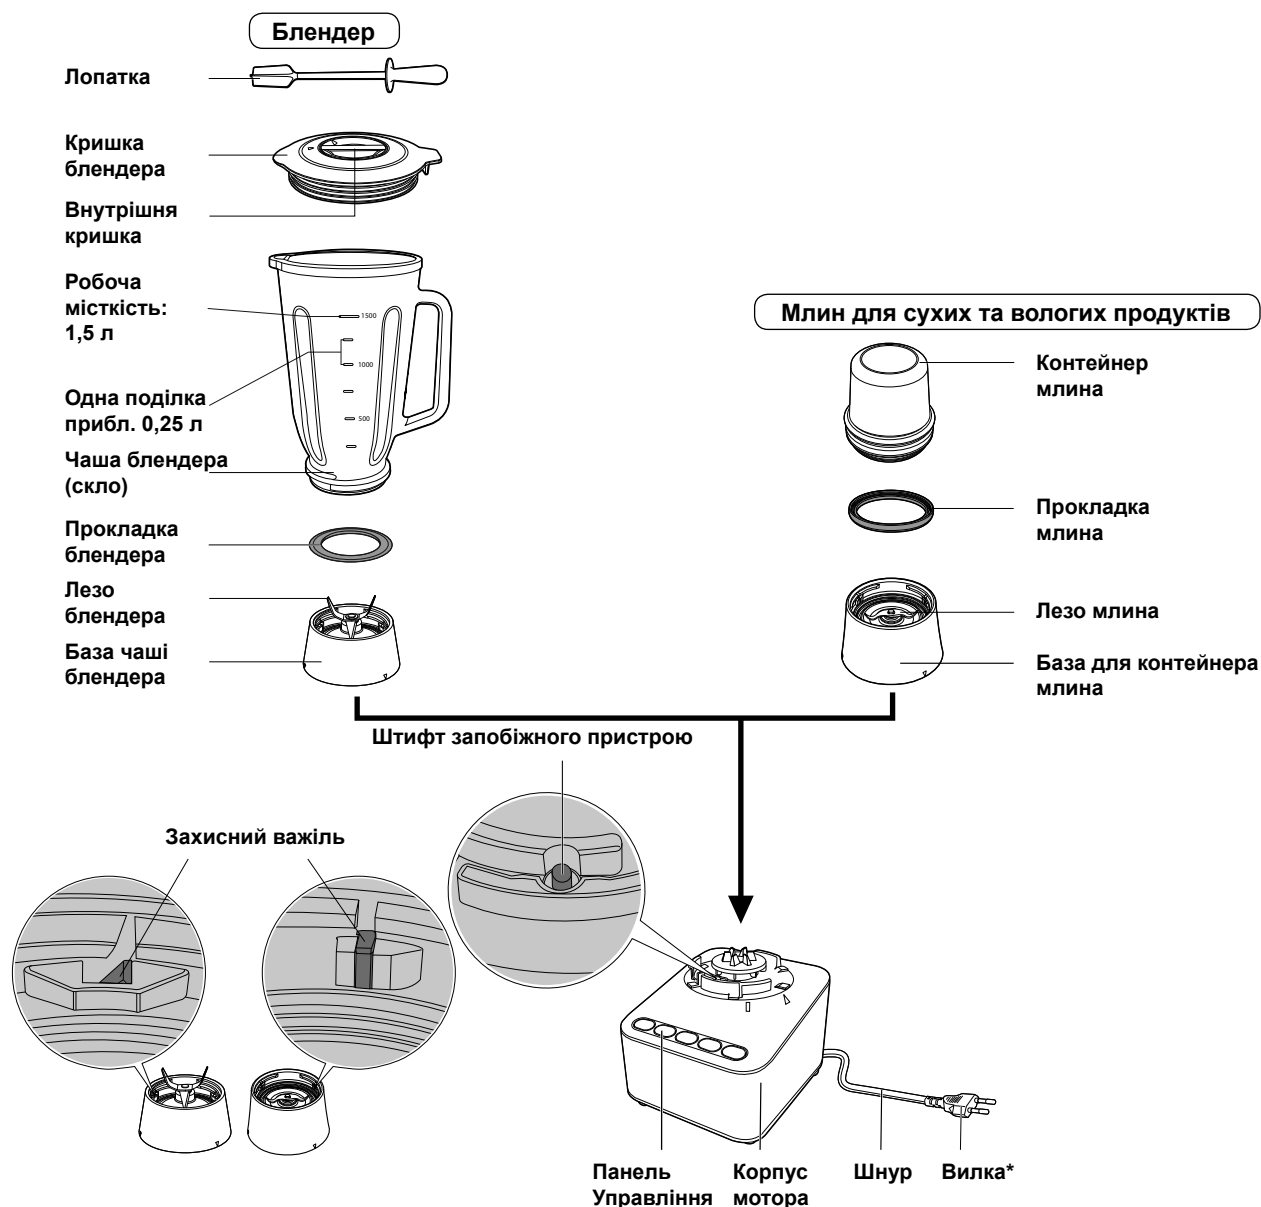 Блендер
Лопатка
Кришка
блендера
Внутрішня
кришка
Робоча
місткість:
1,5 л
1500
1000
500
Одна поділка
прибл. 0,25 л
Чаша блендера
(скло)
Прокладка
блендера
Лезо
блендера
База чаші
блендера
Млин для сухих та вологих продуктів
Контейнер
млина
Прокладка
млина
Лезо млина
База для контейнера
млина
Штифт запобіжного пристрою
Захисний важіль
Панель
Управління
Корпус
мотора
Шнур
Вилка*